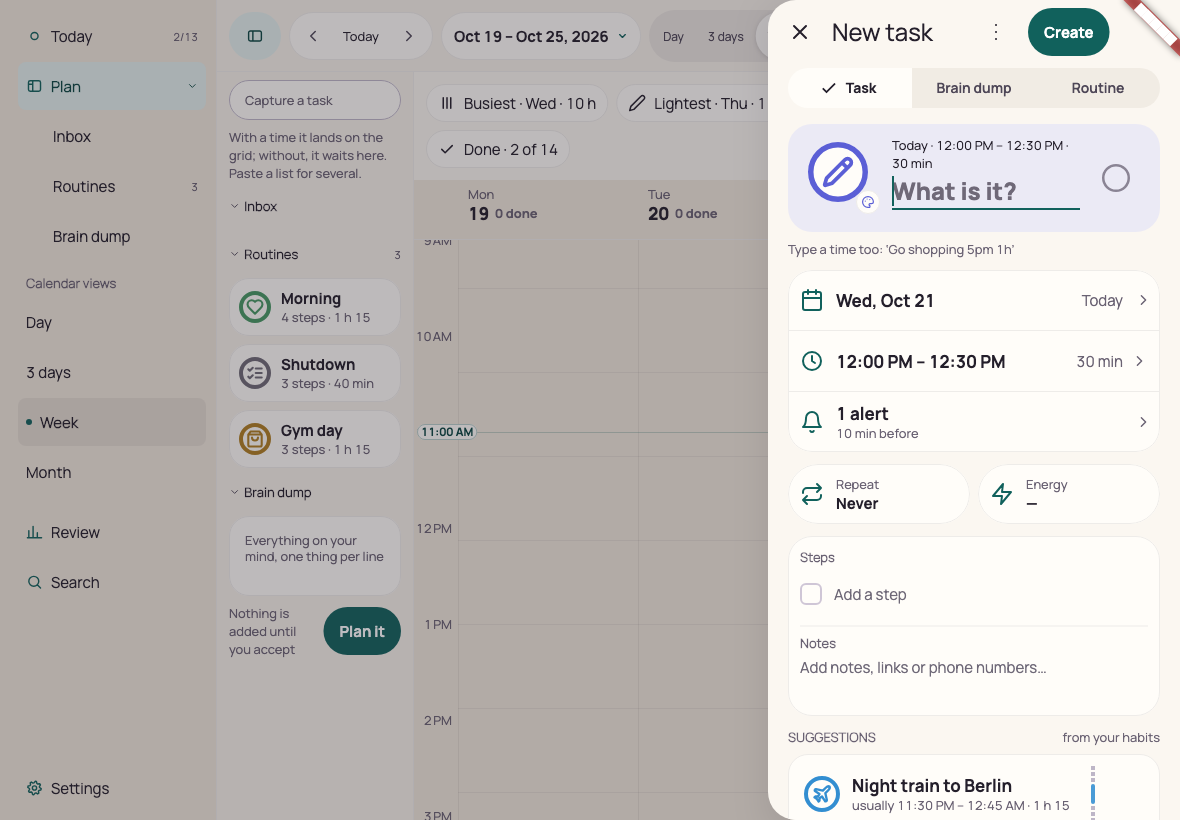 Today
2/13
Plan
Inbox
Routines
3
Brain dump
Calendar views
Day
3 days
Week
Month
Review
Search
Settings
Today
Oct 19 – Oct 25, 2026
Day
3 days
Capture a task
With a time it lands on the
grid; without, it waits here.
Paste a list for several.
Inbox
Routines
3
Morning
4 steps · 1 h 15
Shutdown
3 steps · 40 min
Gym day
3 steps · 1 h 15
Brain dump
Everything on your
mind, one thing per line
Nothing is
added until
you accept
Plan it
Busiest · Wed · 10 h
Lightest · Thu · 1
Done · 2 of 14
Mon
19 0 done
Tue
20 0 done
9 AM
10 AM
11:00 AM
12 PM
1 PM
2 PM
3 PM
New task
Create
Task
Brain dump
Routine
Today · 12:00 PM – 12:30 PM ·
30 min
What is it?
Type a time too: 'Go shopping 5pm 1h'
Wed, Oct 21
Today
12:00 PM – 12:30 PM
30 min
1 alert
10 min before
Repeat
Never
Energy
—
Steps
Add a step
Notes
Add notes, links or phone numbers…
SUGGESTIONS
from your habits
Night train to Berlin
usually 11:30 PM – 12:45 AM · 1 h 15